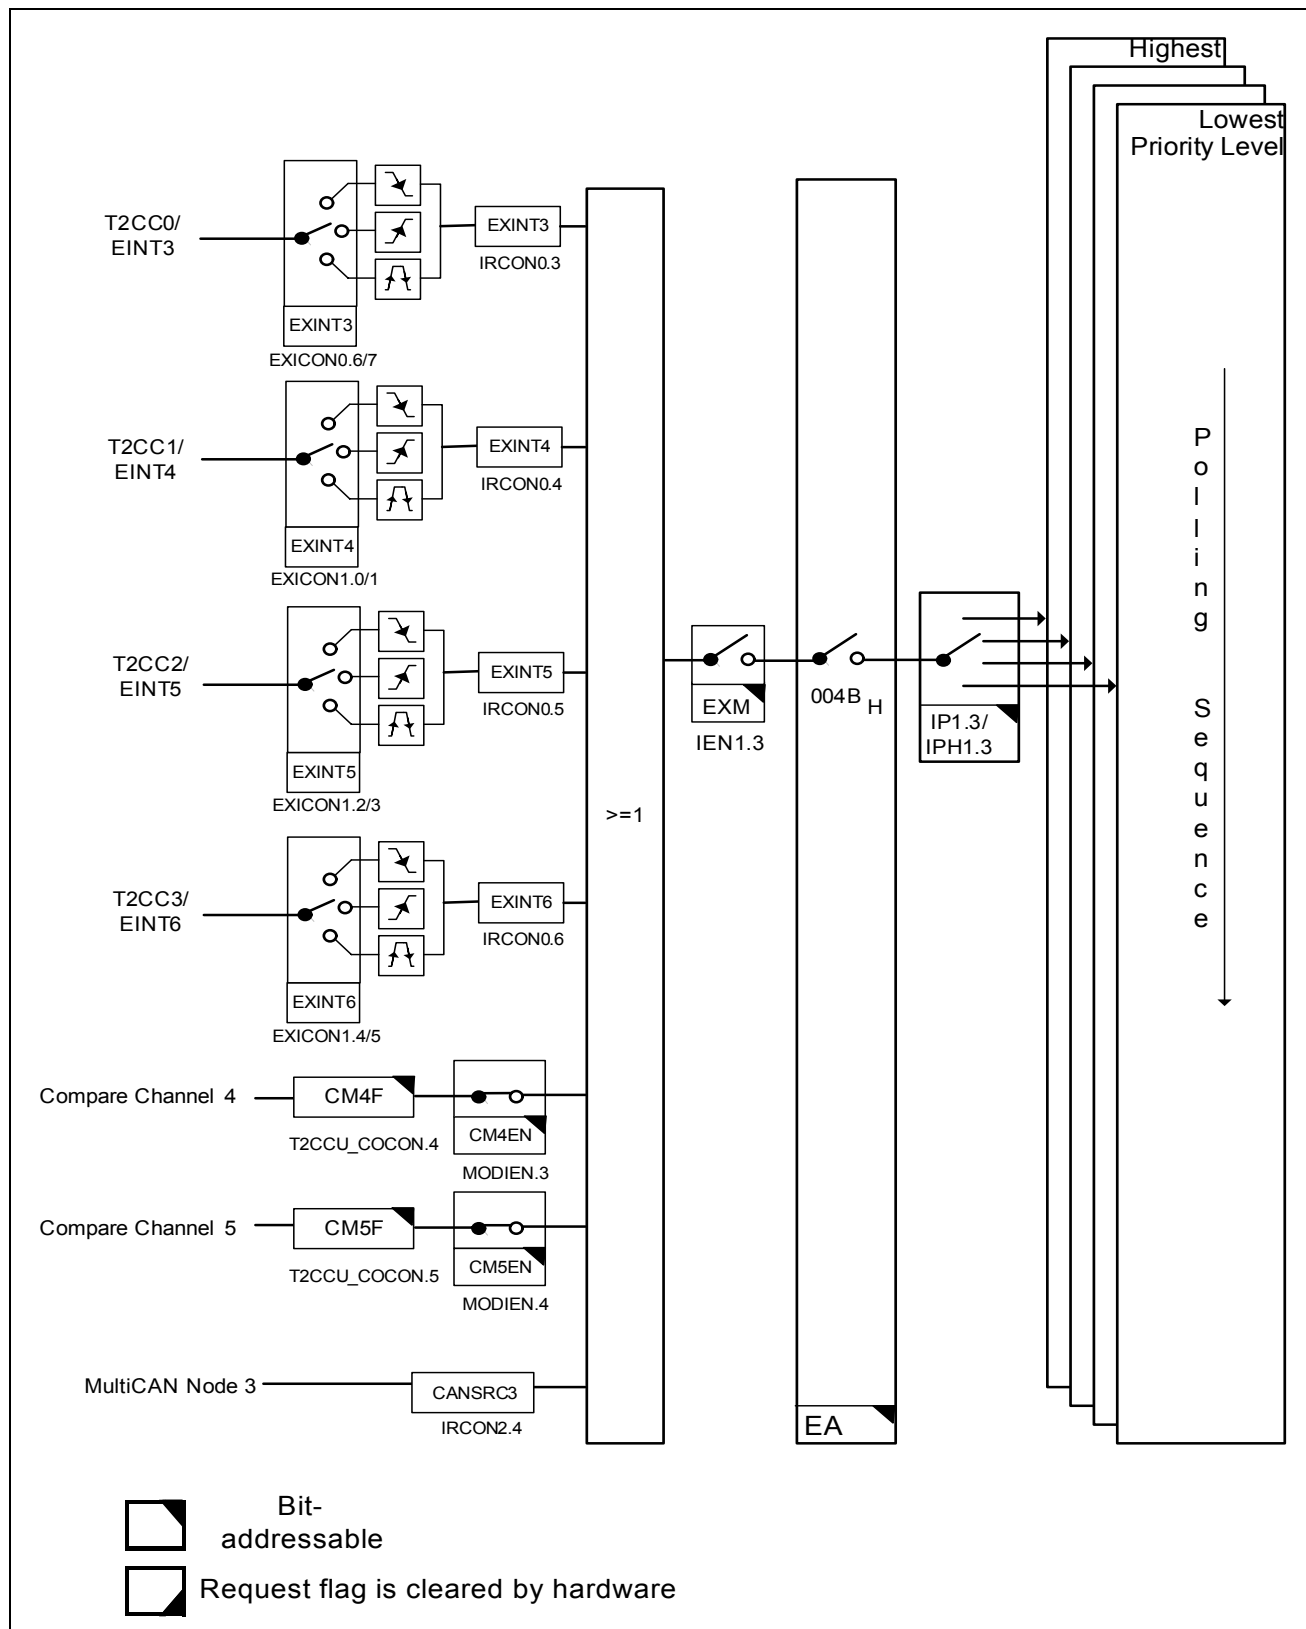 Highest
Lowest
Priority Level
T2CC0/
EINT3
EXINT3
EXICON0.6/7
EXINT3
IRCON0.3
T2CC1/
EINT4
EXINT4
EXICON1.0/1
EXINT4
IRCON0.4
T2CC2/
EINT5
EXINT5
EXICON1.2/3
EXINT5
IRCON0.5
T2CC3/
EINT6
EXINT6
EXICON1.4/5
EXINT6
IRCON0.6
Compare Channel 4
CM4F
T2CCU_COCON.4
CM4EN
MODIEN.3
Compare Channel 5
CM5F
T2CCU_COCON.5
CM5EN
MODIEN.4
MultiCAN Node 3
CANSRC3
IRCON2.4
>=1
EXM
IEN1.3
004B H
EA
IP1.3/
IPH1.3
Polling Sequence
Bit-
addressable
Request flag is cleared by hardware